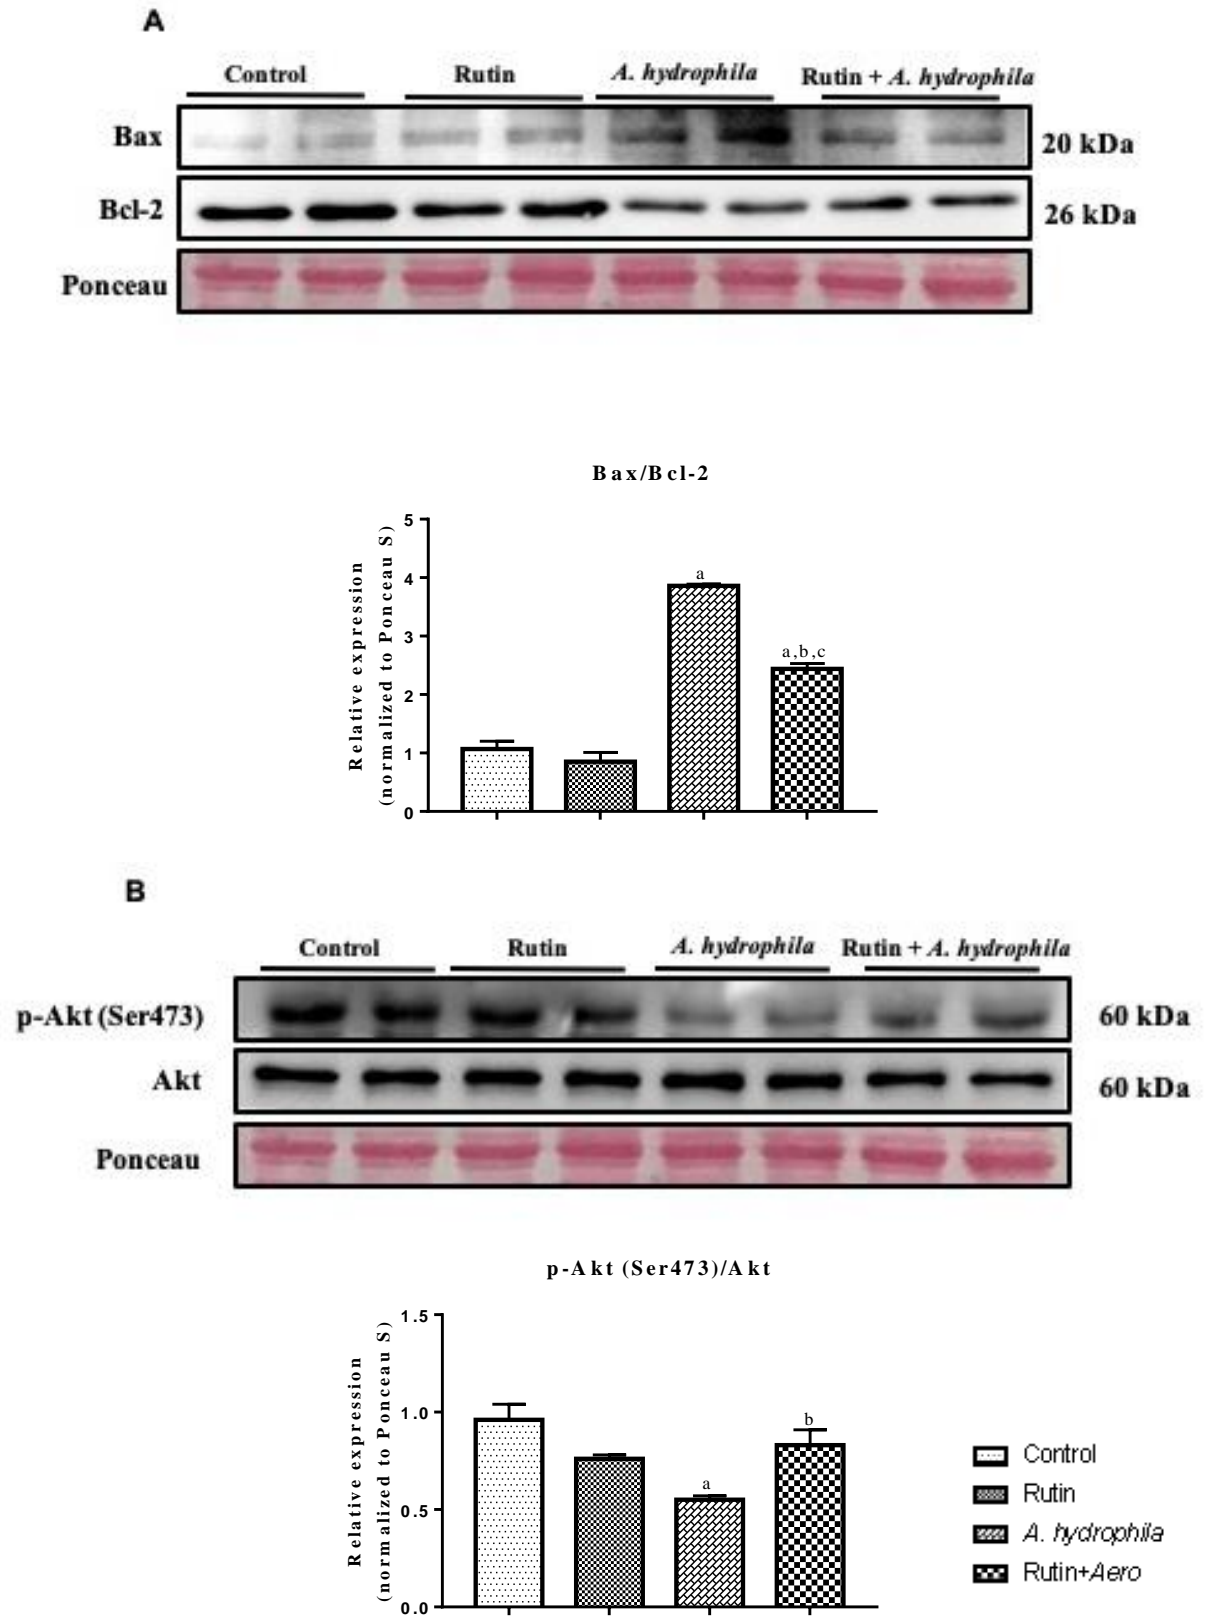 A
Control Rutin A. hydrophila Rutin + A. hydrophila
Bax 20 kDa
Bcl-2 26 kDa
Ponceau
Bax/Bcl-2
Relative expression
(normalized to Ponceau S)
5
4
3
2
1
0
a
a,b,c
B
Control Rutin A. hydrophila Rutin + A. hydrophila
p-Akt (Ser473) 60 kDa
Akt 60 kDa
Ponceau
p-Akt (Ser473)/Akt
Relative expression
(normalized to Ponceau S)
1.5
1.0
0.5
0.0
a
b
Control
Rutin
A. hydrophila
Rutin+Aero